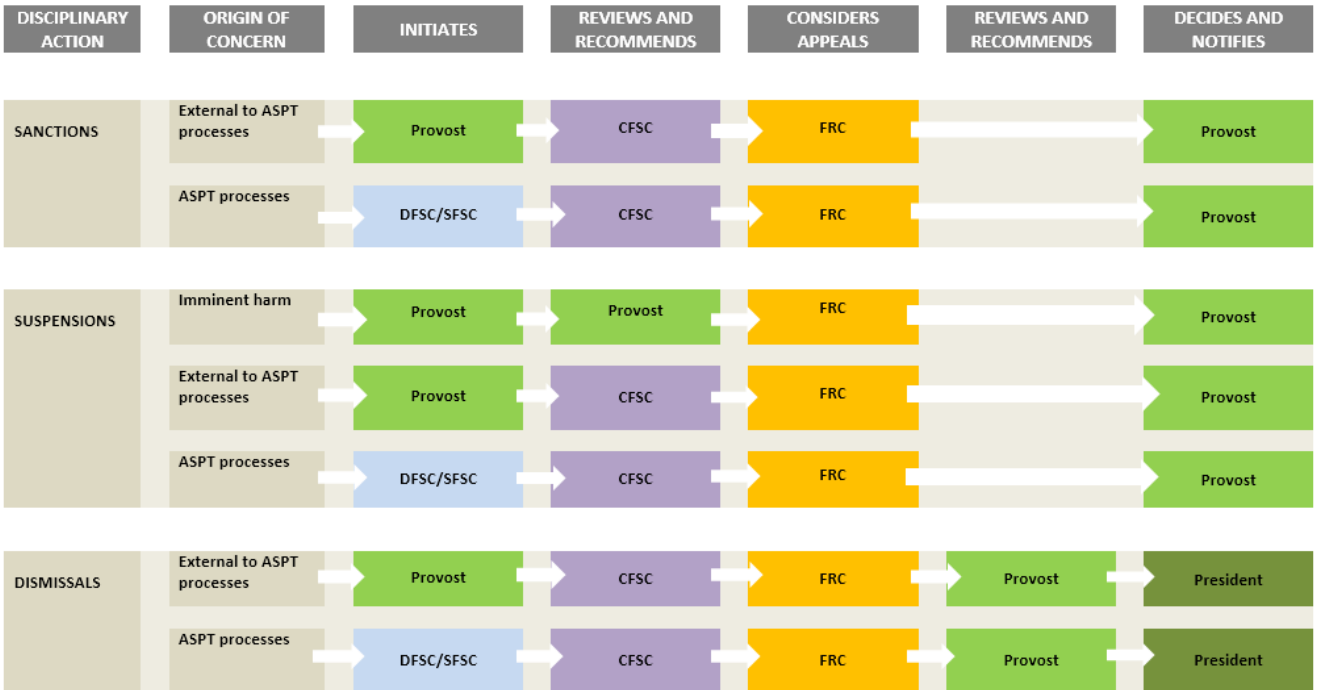 DISCIPLINARY
ACTION
ORIGIN OF
CONCERN
INITIATES
REVIEWS AND
RECOMMENDS
CONSIDERS
APPEALS
REVIEWS AND
RECOMMENDS
DECIDES AND
NOTIFIES
SANCTIONS
External to ASPT
processes
Provost
CFSC
FRC
Provost
ASPT processes
DFSC/SFSC
CFSC
FRC
Provost
SUSPENSIONS
Imminent harm
Provost
Provost
FRC
Provost
External to ASPT
processes
Provost
CFSC
FRC
Provost
ASPT processes
DFSC/SFSC
CFSC
FRC
Provost
DISMISSALS
External to ASPT
processes
Provost
CFSC
FRC
Provost
President
ASPT processes
DFSC/SFSC
CFSC
FRC
Provost
President